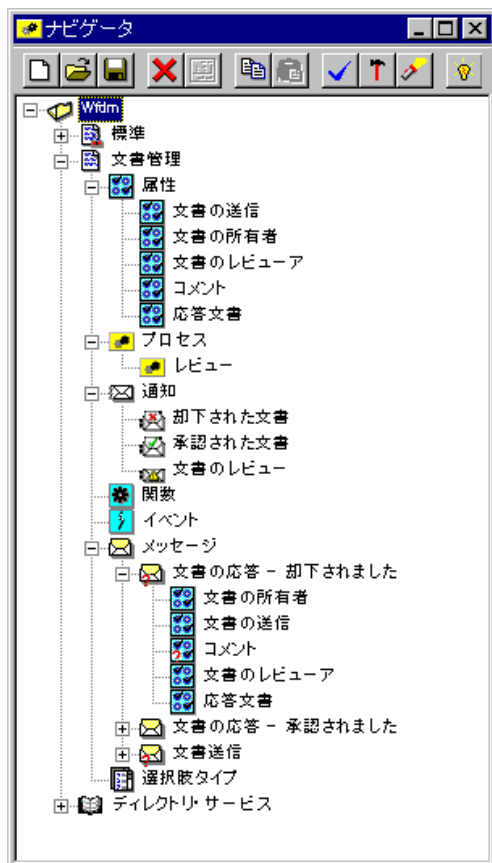 ナビゲータ
Wfdm
標準
文書管理
属性
文書の送信
文書の所有者
文書のレビューア
コメント
応答文書
プロセス
レビュー
通知
却下された文書
承認された文書
文書のレビュー
関数
イベント
メッセージ
文書の応答 - 却下されました
文書の所有者
文書の送信
コメント
文書のレビューア
応答文書
文書の応答 - 承認されました
文書送信
選択肢タイプ
ディレクトリ・サービス